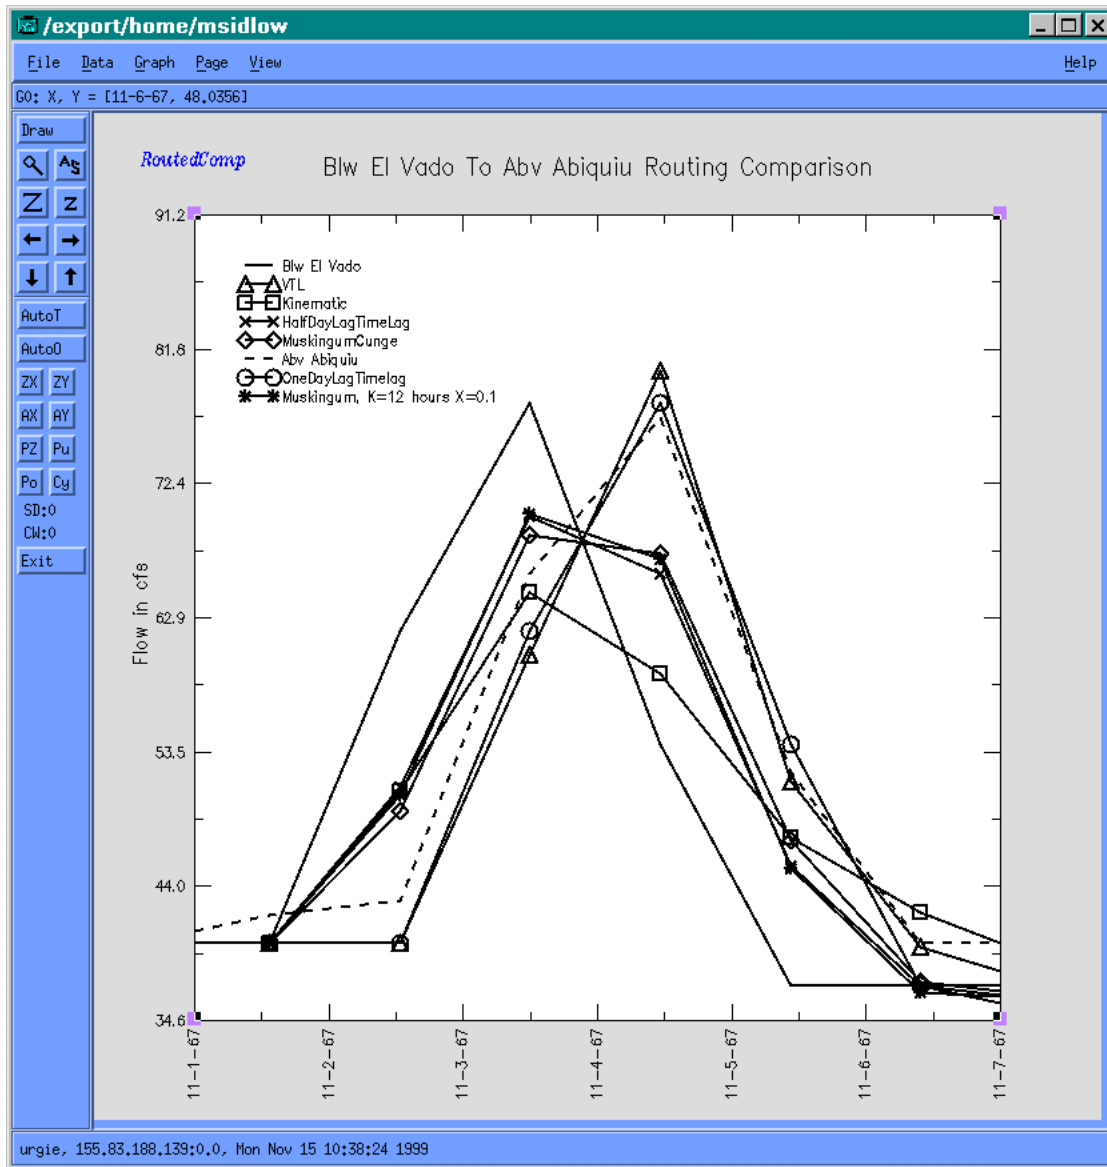 /export/home/msidlow
File Data Graph Page View Help
G0: X, Y = [11-6-67, 48.0356]
Draw
A S
Z z
AutoT
AutoO
ZX ZY
AX AY
PZ Pu
Po Cy
SD:0
CW:0
Exit
RoutedComp
Blw El Vado To Abv Abiquiu Routing Comparison
Blw El Vado
VTL
Kinematic
HalfDayLagTimeLag
MuskingumCunge
Abv Abiquiu
OneDayLagTimelag
Muskingum, K=12 hours X=0.1
Flow in cfs
91.2
81.8
72.4
62.9
53.5
44.0
34.6
11-1-67
11-2-67
11-3-67
11-4-67
11-5-67
11-6-67
11-7-67
urgie, 155.83.188.139:0.0, Mon Nov 15 10:38:24 1999